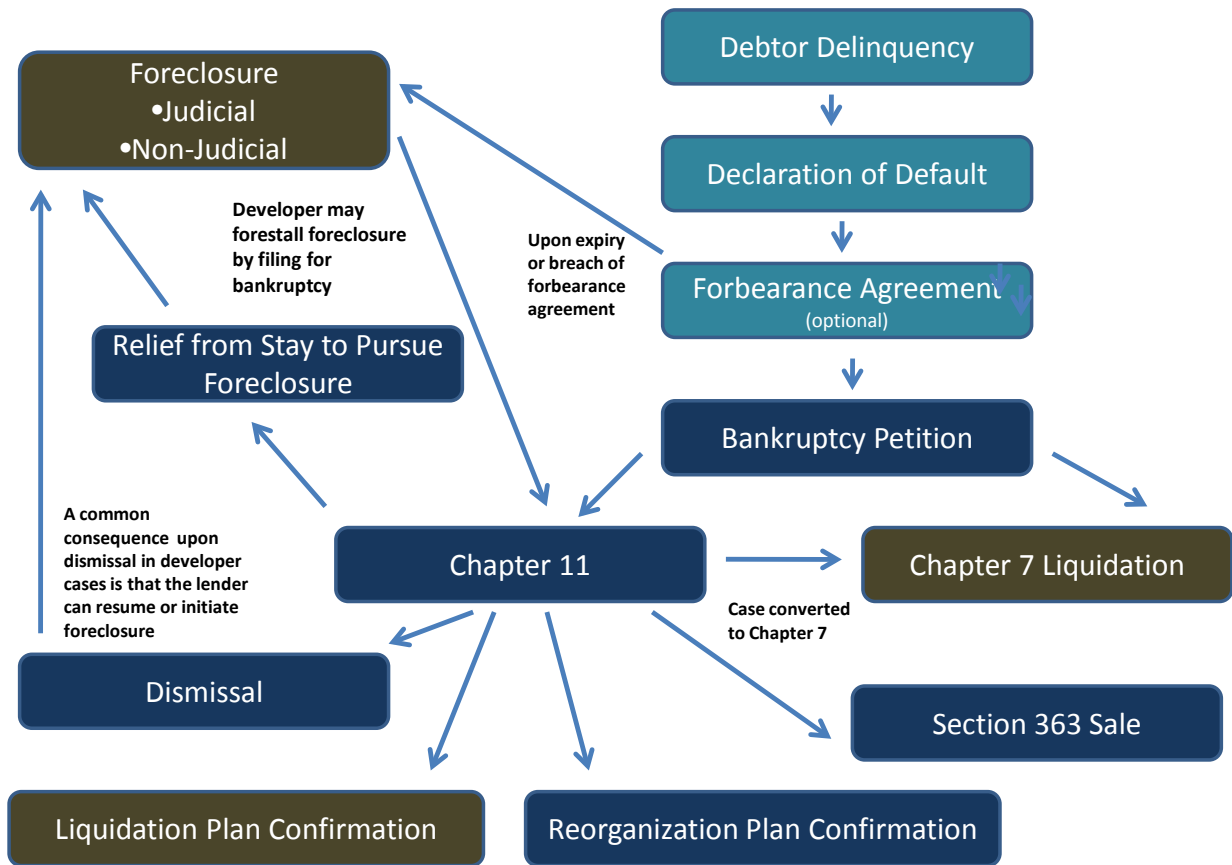 Debtor Delinquency
Foreclosure
•Judicial
•Non-Judicial
Declaration of Default
Developer may
forestall foreclosure
by filing for
bankruptcy
Upon expiry
or breach of
forbearance
agreement
Forbearance Agreement
(optional)
Relief from Stay to Pursue
Foreclosure
Bankruptcy Petition
A common
consequence upon
dismissal in developer
cases is that the lender
can resume or initiate
foreclosure
Chapter 11
Chapter 7 Liquidation
Case converted
to Chapter 7
Dismissal
Section 363 Sale
Liquidation Plan Confirmation
Reorganization Plan Confirmation